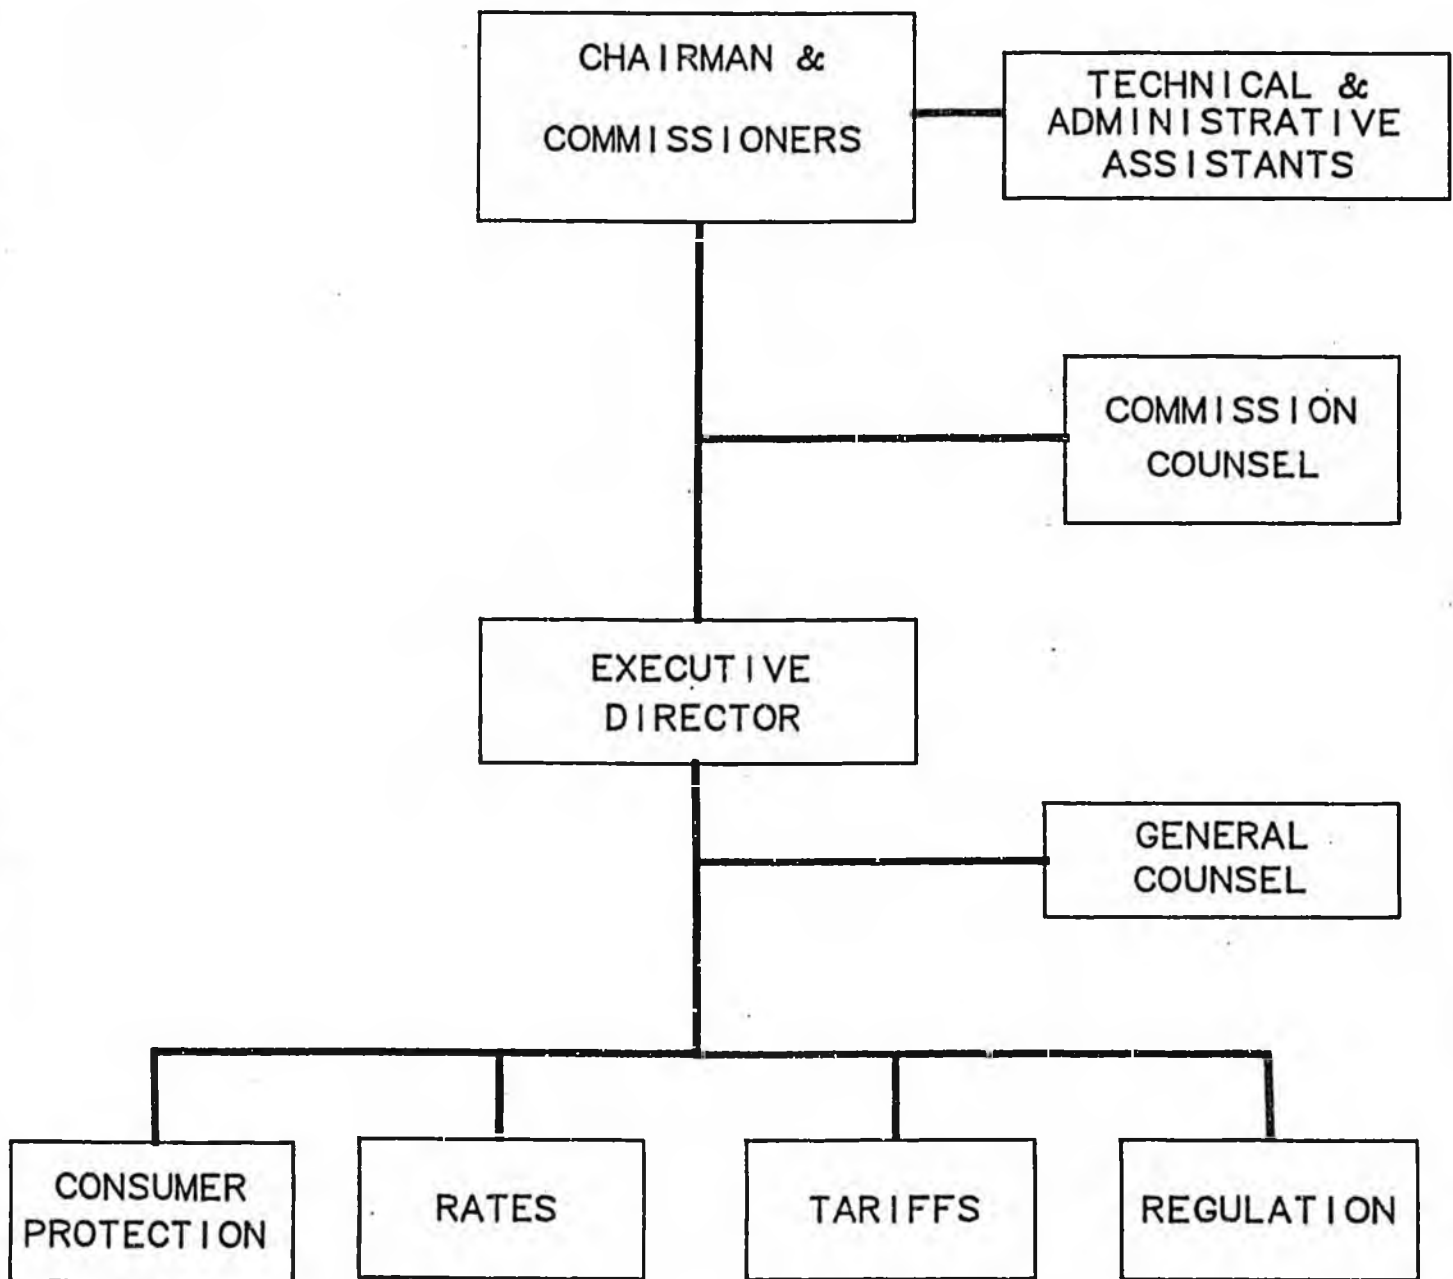 CHAIRMAN &
COMMISSIONERS
TECHNICAL &
ADMINISTRATIVE
ASSISTANTS
COMMISSION
COUNSEL
EXECUTIVE
DIRECTOR
GENERAL
COUNSEL
CONSUMER
PROTECTION
RATES
TARIFFS
REGULATION